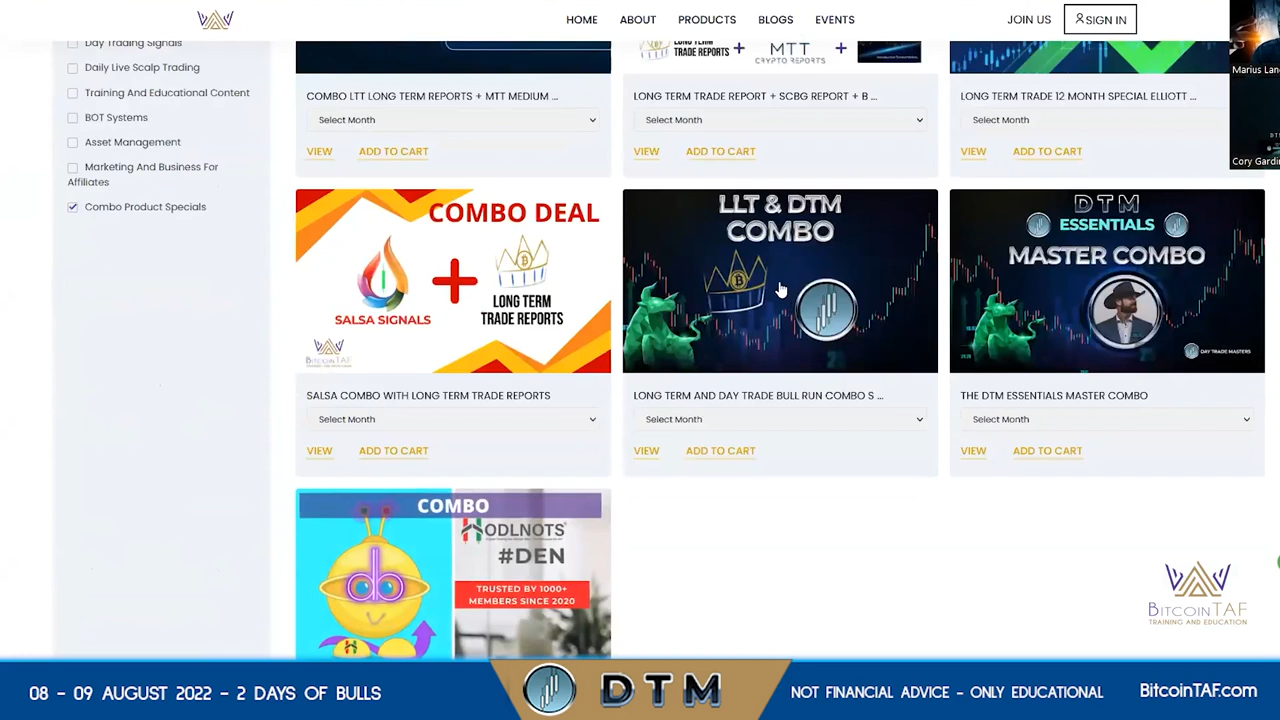 HOME ABOUT PRODUCTS BLOGS EVENTS JOIN US SIGN IN
Day Trading Signals
Daily Live Scalp Trading
Training And Educational Content
BOT Systems
Asset Management
Marketing And Business For
Affiliates
Combo Product Specials
LONG TERM
TRADE REPORTS + MTT +
CRYPTO REPORTS
Marius Lan
Cory Gardi
COMBO LTT LONG TERM REPORTS + MTT MEDIUM ...
Select Month
VIEW ADD TO CART
LONG TERM TRADE REPORT + SCBG REPORT + B ...
Select Month
VIEW ADD TO CART
LONG TERM TRADE 12 MONTH SPECIAL ELLIOTT ...
Select Month
VIEW ADD TO CART
COMBO DEAL
SALSA SIGNALS
+
LONG TERM
TRADE REPORTS
BITCOINTAF
SALSA COMBO WITH LONG TERM TRADE REPORTS
Select Month
VIEW ADD TO CART
LLT & DTM
COMBO
LONG TERM AND DAY TRADE BULL RUN COMBO S ...
Select Month
VIEW ADD TO CART
DTM
ESSENTIALS
MASTER COMBO
DAY TRADE MASTERS
THE DTM ESSENTIALS MASTER COMBO
Select Month
VIEW ADD TO CART
COMBO
HODLNOTS
#DEN
TRUSTED BY 1000+
MEMBERS SINCE 2020
BITCOINTAF
TRAINING AND EDUCATION
08 - 09 AUGUST 2022 - 2 DAYS OF BULLS
DTM
NOT FINANCIAL ADVICE - ONLY EDUCATIONAL
BitcoinTAF.com